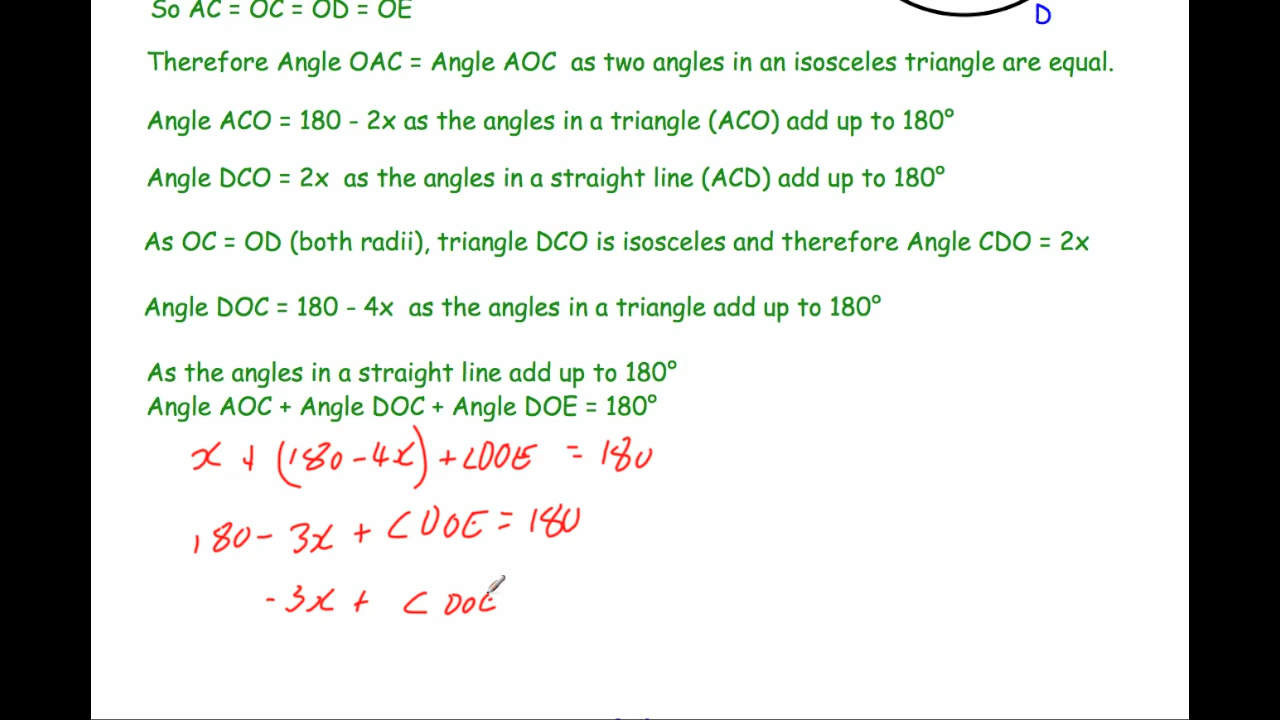 So AC = OC = OD = OE
D
Therefore Angle OAC = Angle AOC as two angles in an isosceles triangle are equal.
Angle ACO = 180 - 2x as the angles in a triangle (ACO) add up to 180°
Angle DCO = 2x as the angles in a straight line (ACD) add up to 180°
As OC = OD (both radii), triangle DCO is isosceles and therefore Angle CDO = 2x
Angle DOC = 180 - 4x as the angles in a triangle add up to 180°
As the angles in a straight line add up to 180°
Angle AOC + Angle DOC + Angle DOE = 180°
x + (180 - 4x) + ∠DOE = 180
180 - 3x + ∠DOE = 180
- 3x + ∠DOE